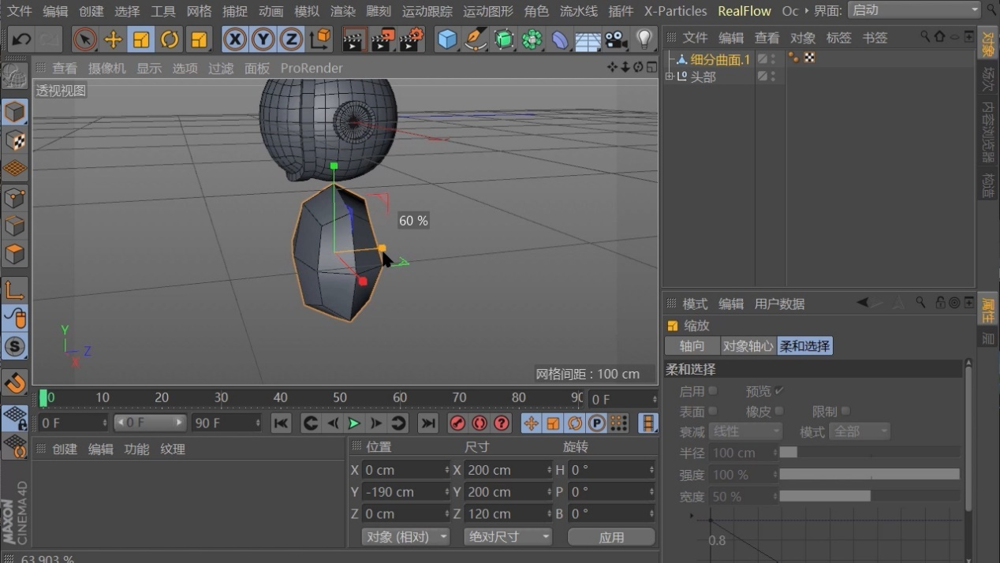 文件 编辑 创建 选择 工具 网格 捕捉 动画 模拟 渲染 雕刻 运动跟踪 运动图形 角色 流水线 插件 X-Particles RealFlow Oc 界面: 启动
X Y Z
文件 编辑 查看 对象 标签 书签
查看 摄像机 显示 选项 过滤 面板 ProRender
透视视图
细分曲面.1
头部
对象
场次
内容浏览器
构造
60 %
Y
Z
X
网格间距 : 100 cm
模式 编辑 用户数据
缩放
轴向 对象轴心 柔和选择
柔和选择
启用 预览
表面 橡皮 限制
衰减 线性 模式 全部
半径 100 cm
强度 100 %
宽度 50 %
0.8
属性
层
0 10 20 30 40 50 60 70 80 90 0 F
0 F 0 F 90 F
P
S
创建 编辑 功能 纹理
位置 尺寸 旋转
X 0 cm X 200 cm H 0 °
Y -190 cm Y 200 cm P 0 °
Z 0 cm Z 120 cm B 0 °
对象 (相对) 绝对尺寸 应用
MAXON
CINEMA 4D
63.903 %